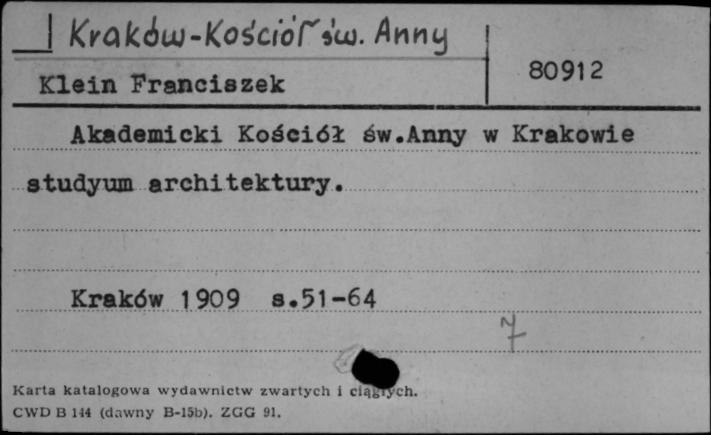 Kraków-Kościół św. Anny
80912
Klein Franciszek
Akademicki Kościół św.Anny w Krakowie
studyum architektury.
Kraków 1909 s.51-64
7
Karta katalogowa wydawnictw zwartych i ciągłych.
CWD B 144 (dawny B-15b). ZGG 91.